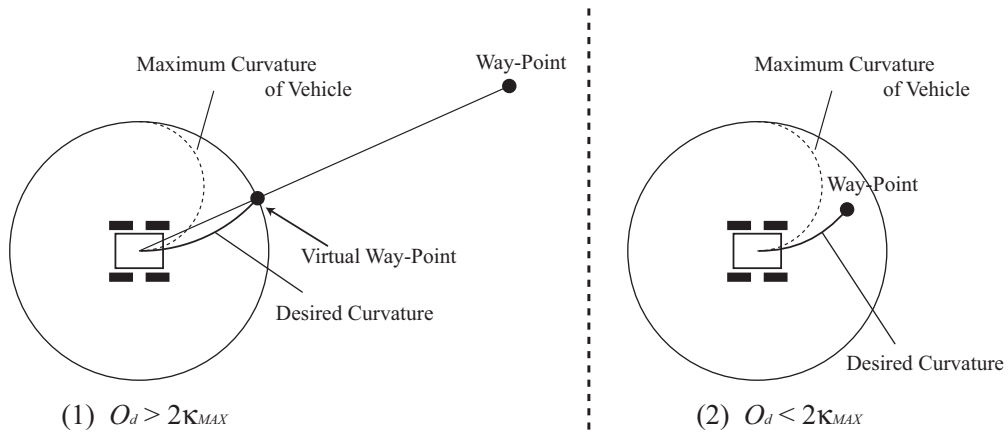 Maximum Curvature
of Vehicle
Way-Point
Virtual Way-Point
Desired Curvature
(1) Od > 2κMAX
Maximum Curvature
of Vehicle
Way-Point
Desired Curvature
(2) Od < 2κMAX